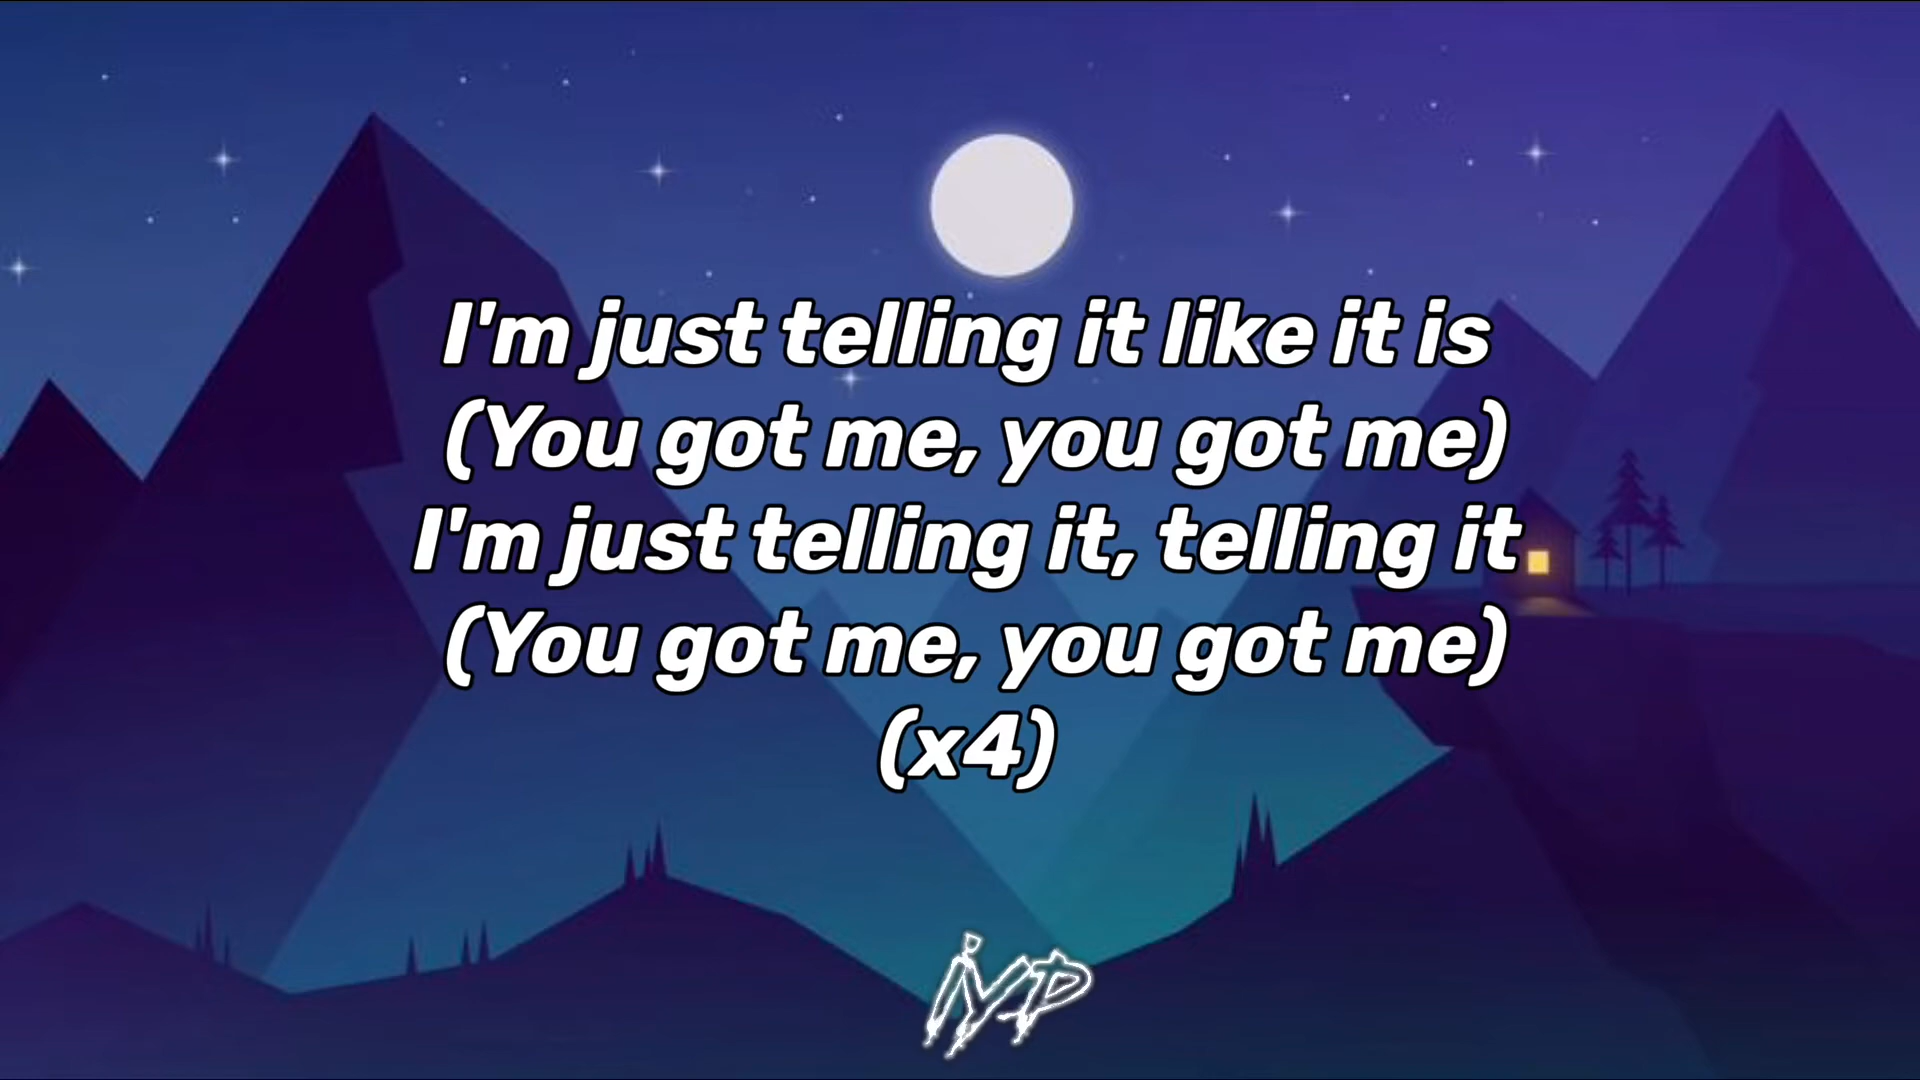 I'm just telling it like it is
(You got me, you got me)
I'm just telling it, telling it
(You got me, you got me)
(x4)